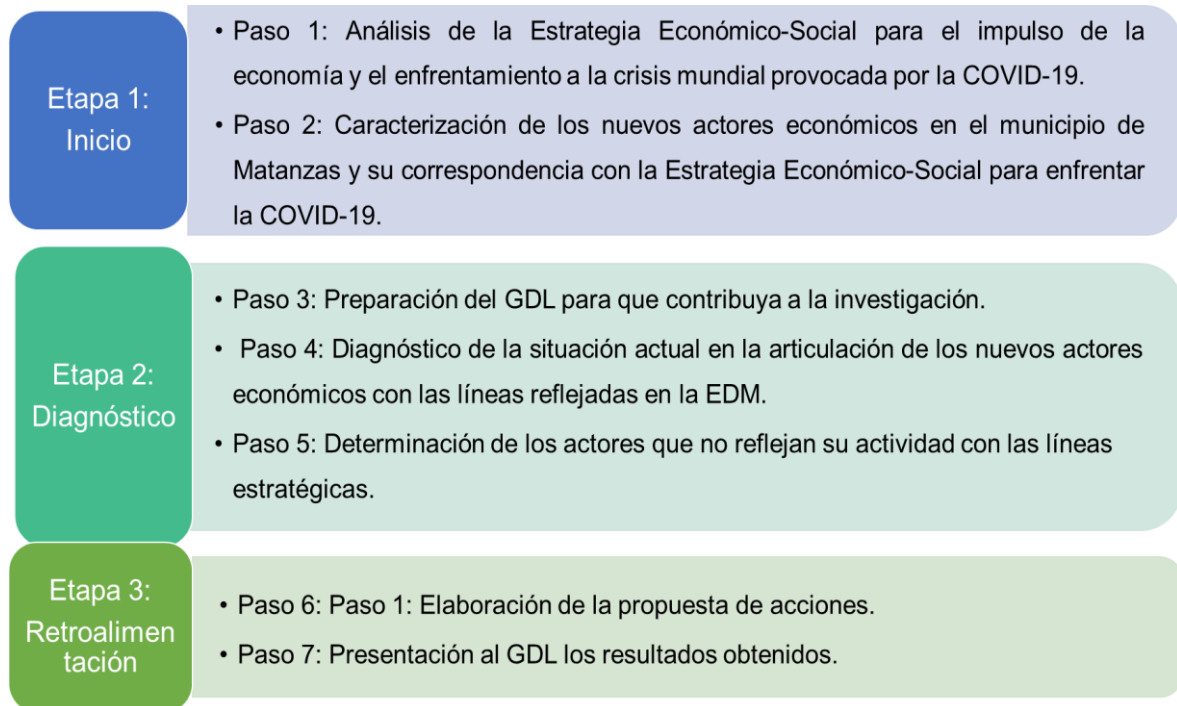 Etapa 1:
Inicio
• Paso 1: Análisis de la Estrategia Económico-Social para el impulso de la
economía y el enfrentamiento a la crisis mundial provocada por la COVID-19.
• Paso 2: Caracterización de los nuevos actores económicos en el municipio de
Matanzas y su correspondencia con la Estrategia Económico-Social para enfrentar
la COVID-19.
Etapa 2:
Diagnóstico
• Paso 3: Preparación del GDL para que contribuya a la investigación.
• Paso 4: Diagnóstico de la situación actual en la articulación de los nuevos actores
económicos con las líneas reflejadas en la EDM.
• Paso 5: Determinación de los actores que no reflejan su actividad con las líneas
estratégicas.
Etapa 3:
Retroalimen
tación
• Paso 6: Paso 1: Elaboración de la propuesta de acciones.
• Paso 7: Presentación al GDL los resultados obtenidos.